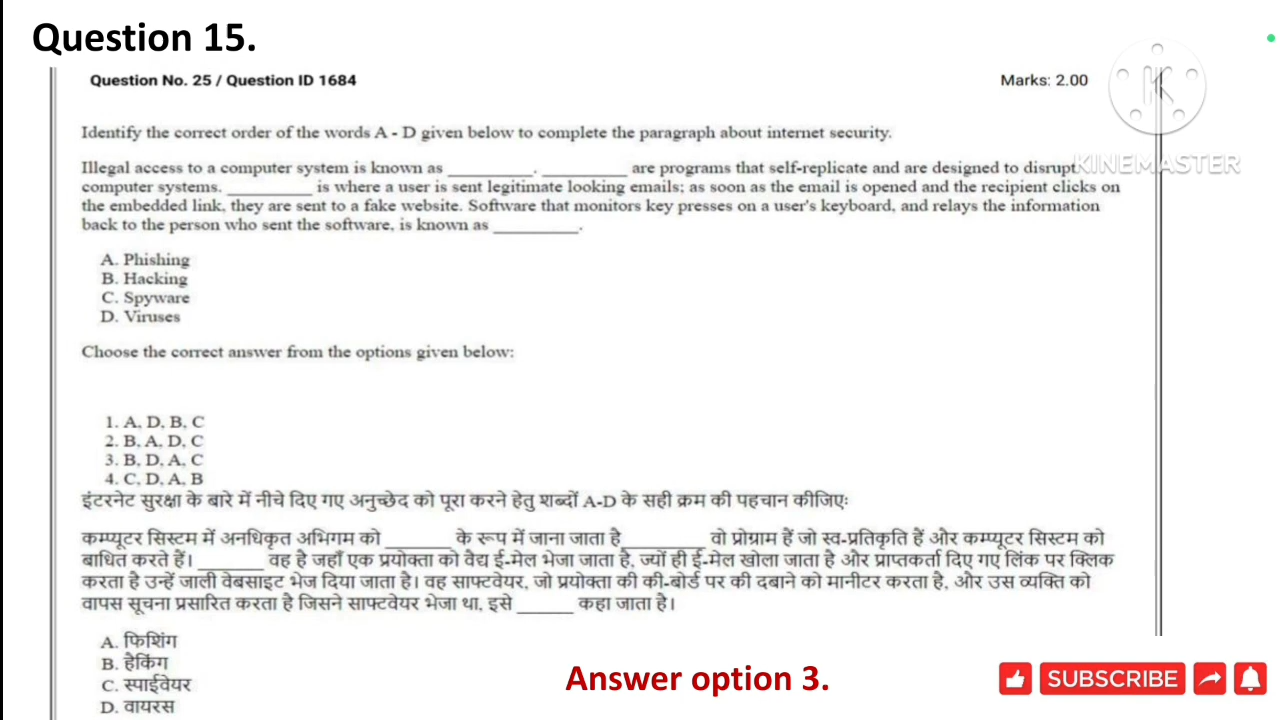 Question 15.
Question No. 25 / Question ID 1684
Marks: 2.00
KINEMASTER
Identify the correct order of the words A - D given below to complete the paragraph about internet security.
Illegal access to a computer system is known as _________. _________ are programs that self-replicate and are designed to disrupt
computer systems. _________ is where a user is sent legitimate looking emails; as soon as the email is opened and the recipient clicks on
the embedded link, they are sent to a fake website. Software that monitors key presses on a user's keyboard, and relays the information
back to the person who sent the software, is known as _________.
A. Phishing
B. Hacking
C. Spyware
D. Viruses
Choose the correct answer from the options given below:
1. A, D, B, C
2. B, A, D, C
3. B, D, A, C
4. C, D, A, B
इंटरनेट सुरक्षा के बारे में नीचे दिए गए अनुच्छेद को पूरा करने हेतु शब्दों A-D के सही क्रम की पहचान कीजिए:
कम्प्यूटर सिस्टम में अनधिकृत अभिगम को _______ के रूप में जाना जाता है_________ वो प्रोग्राम हैं जो स्व-प्रतिकृति हैं और कम्प्यूटर सिस्टम को
बाधित करते हैं। _______ वह है जहाँ एक प्रयोक्ता को वैद्य ई-मेल भेजा जाता है, ज्यों ही ई-मेल खोला जाता है और प्राप्तकर्ता दिए गए लिंक पर क्लिक
करता है उन्हें जाली वेबसाइट भेज दिया जाता है। वह साफ्टवेयर, जो प्रयोक्ता की की-बोर्ड पर की दबाने को मानीटर करता है, और उस व्यक्ति को
वापस सूचना प्रसारित करता है जिसने साफ्टवेयर भेजा था, इसे ______ कहा जाता है।
A. फिशिंग
B. हैकिंग
C. स्पाईवेयर
D. वायरस
Answer option 3.
SUBSCRIBE